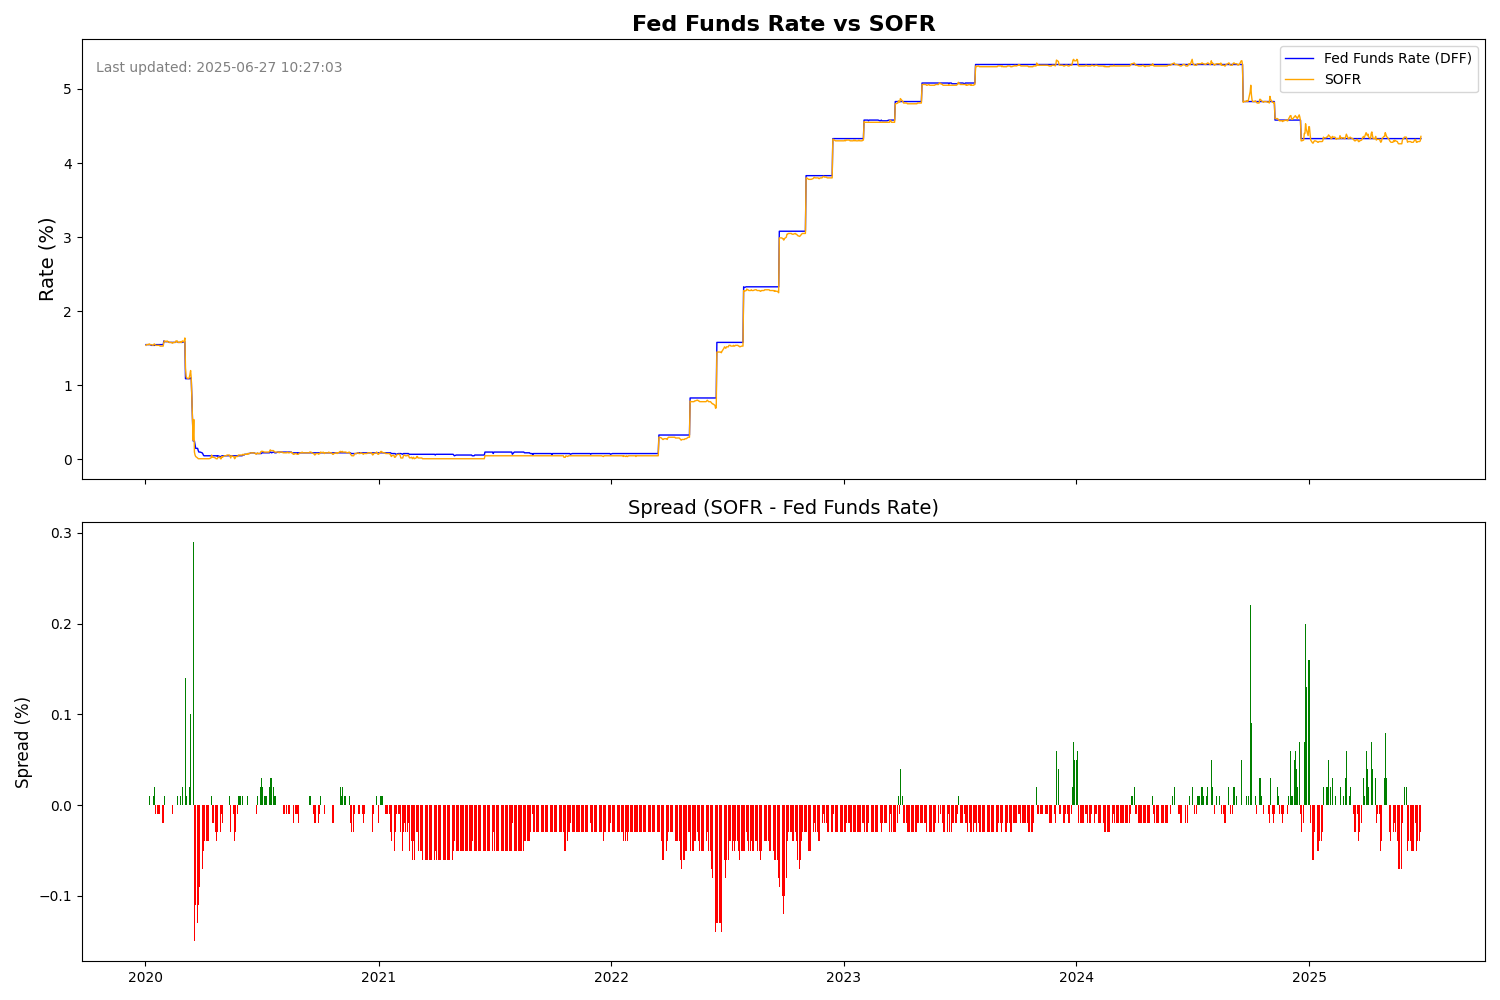 Fed Funds Rate vs SOFR
Last updated: 2025-06-27 10:27:03
Fed Funds Rate (DFF)
SOFR
Rate (%)
5
4
3
2
1
0
Spread (SOFR - Fed Funds Rate)
Spread (%)
0.3
0.2
0.1
0.0
−0.1
2020
2021
2022
2023
2024
2025